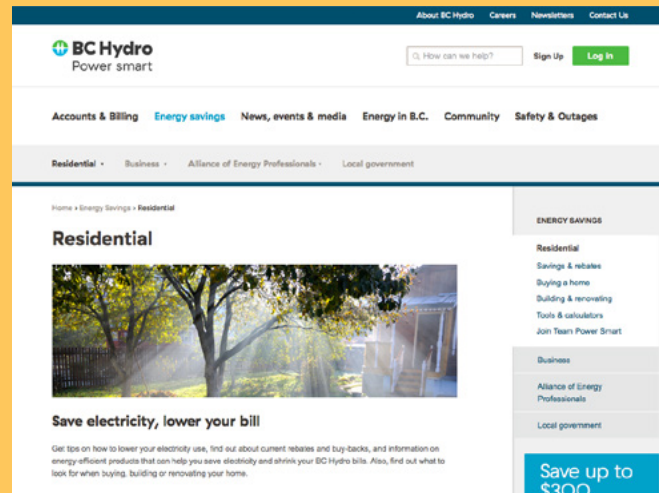 About BC Hydro Careers Newsletters Contact Us
BC Hydro
Power smart
How can we help?
Sign Up
Log In
Accounts & Billing Energy savings News, events & media Energy in B.C. Community Safety & Outages
Residential Business Alliance of Energy Professionals Local government
Home » Energy Savings » Residential
Residential
Save electricity, lower your bill
Get tips on how to lower your electricity use, find out about current rebates and buy-backs, and information on
energy-efficient products that can help you save electricity and shrink your BC Hydro bills. Also, find out what to
look for when buying, building or renovating your home.
ENERGY SAVINGS
Residential
Savings & rebates
Buying a home
Building & renovating
Tools & calculators
Join Team Power Smart
Business
Alliance of Energy
Professionals
Local government
Save up to
$300